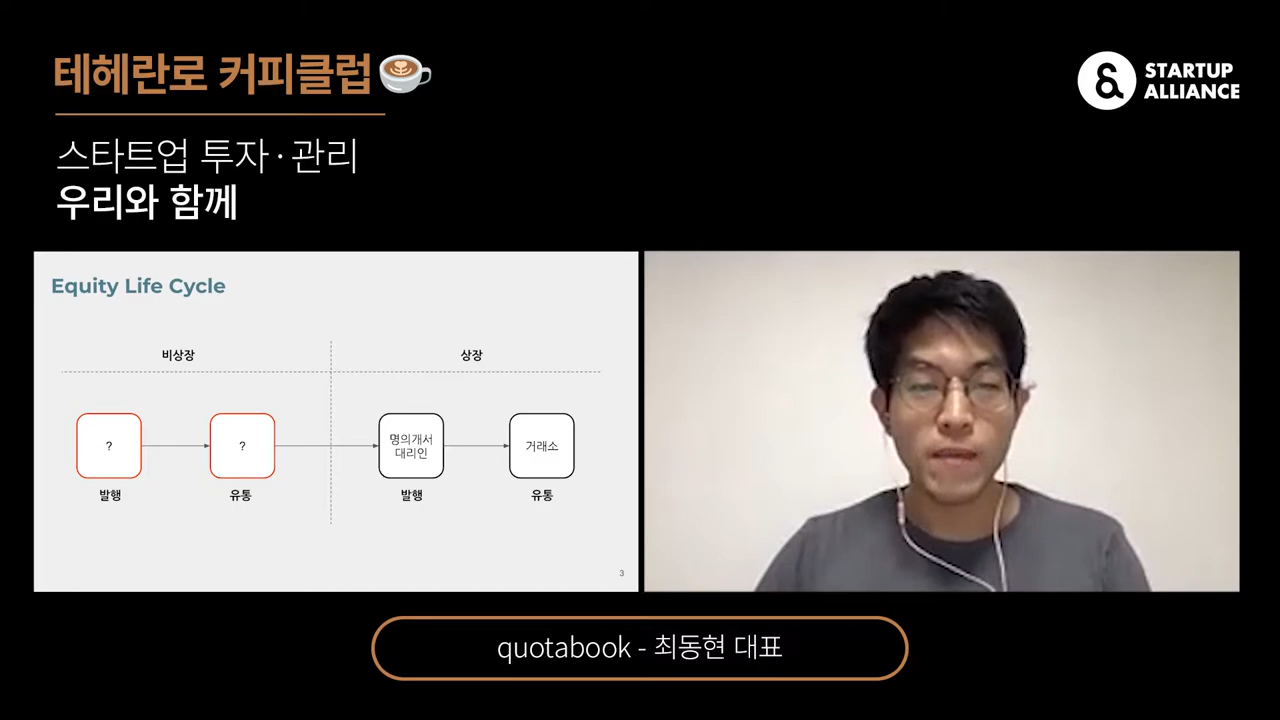 테헤란로 커피클럽
STARTUP
ALLIANCE
스타트업 투자·관리
우리와 함께
Equity Life Cycle
비상장
상장
?
?
명의개서
대리인
거래소
발행
유통
발행
유통
3
quotabook - 최동현 대표